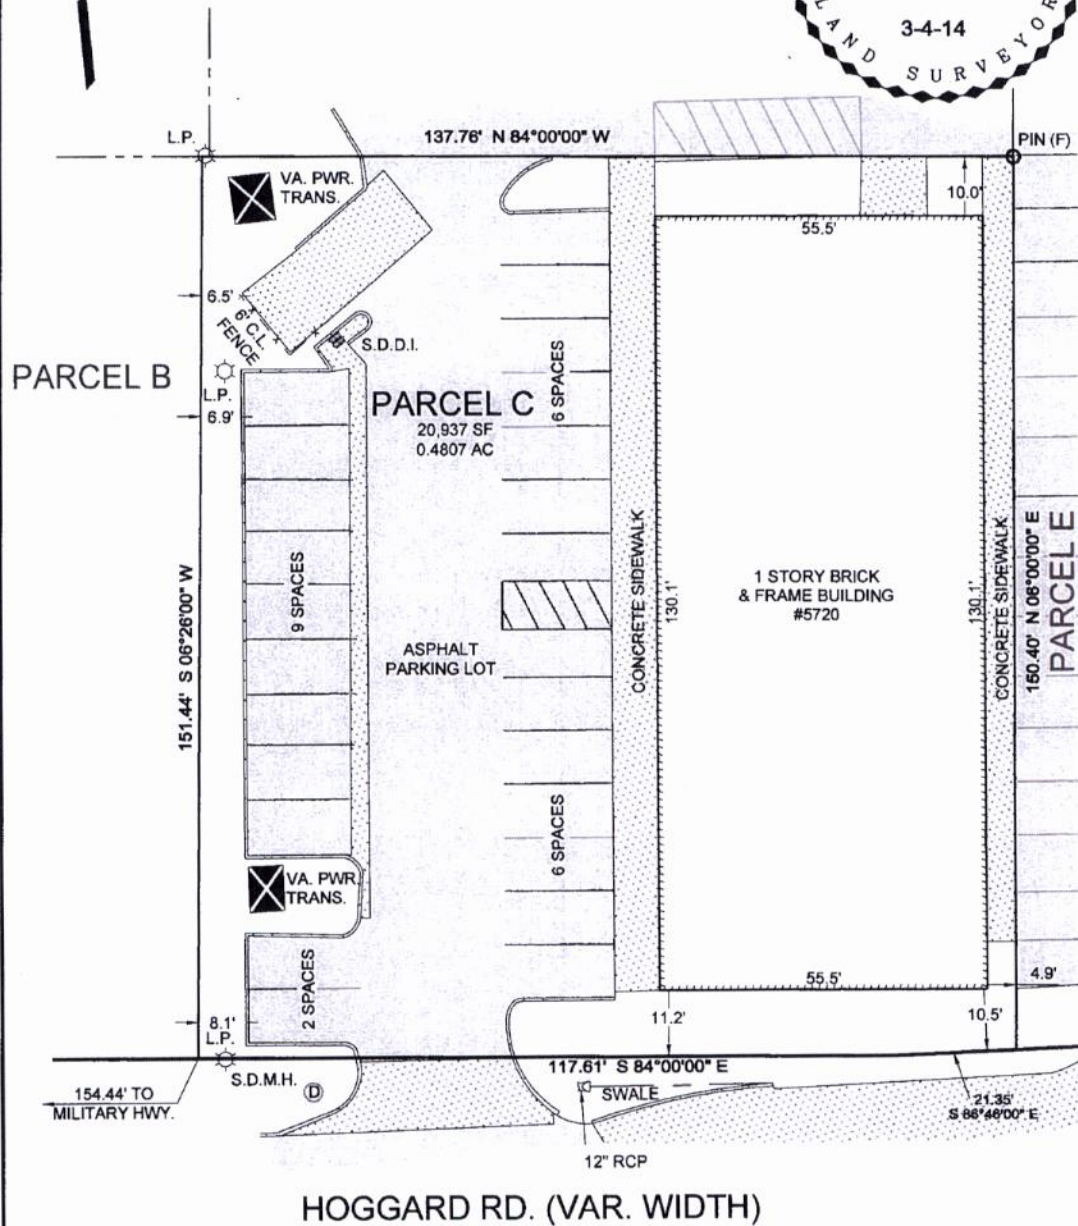 3-4-14
LAND SURVEYOR
L.P.
137.76' N 84°00'00" W
PIN (F)
VA. PWR.
TRANS.
10.0'
55.5'
6.5'
6' C.L.
FENCE
S.D.D.I.
PARCEL B
L.P.
6.9'
PARCEL C
20,937 SF
0.4807 AC
6 SPACES
9 SPACES
151.44' S 06°26'00" W
ASPHALT
PARKING LOT
CONCRETE SIDEWALK
130.1'
1 STORY BRICK
& FRAME BUILDING
#5720
130.1'
CONCRETE SIDEWALK
150.40' N 06°00'00" E
PARCEL E
6 SPACES
VA. PWR
TRANS.
2 SPACES
55.5'
4.9'
8.1'
L.P.
11.2'
10.5'
117.61' S 84°00'00" E
S.D.M.H.
D
SWALE
154.44' TO
MILITARY HWY.
21.35'
S 86°46'00" E
12" RCP
HOGGARD RD. (VAR. WIDTH)